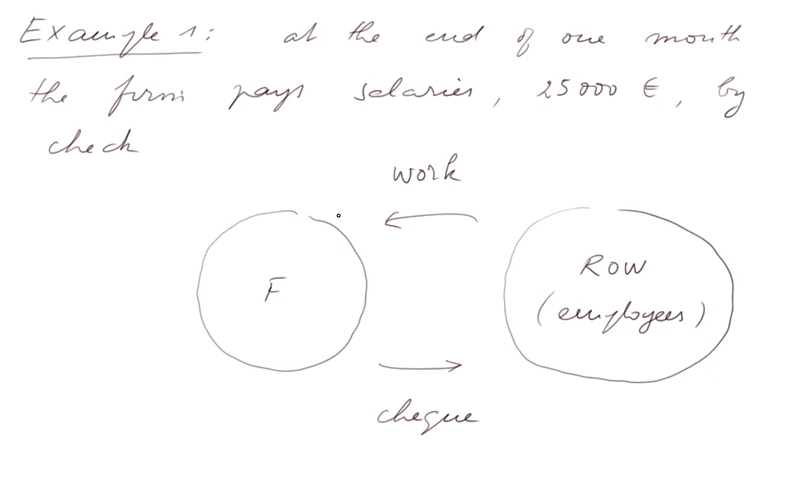 Example 1: at the end of one month
the firm pays salaries, 25000 €, by
check
work
F
ROW
(employees)
cheque